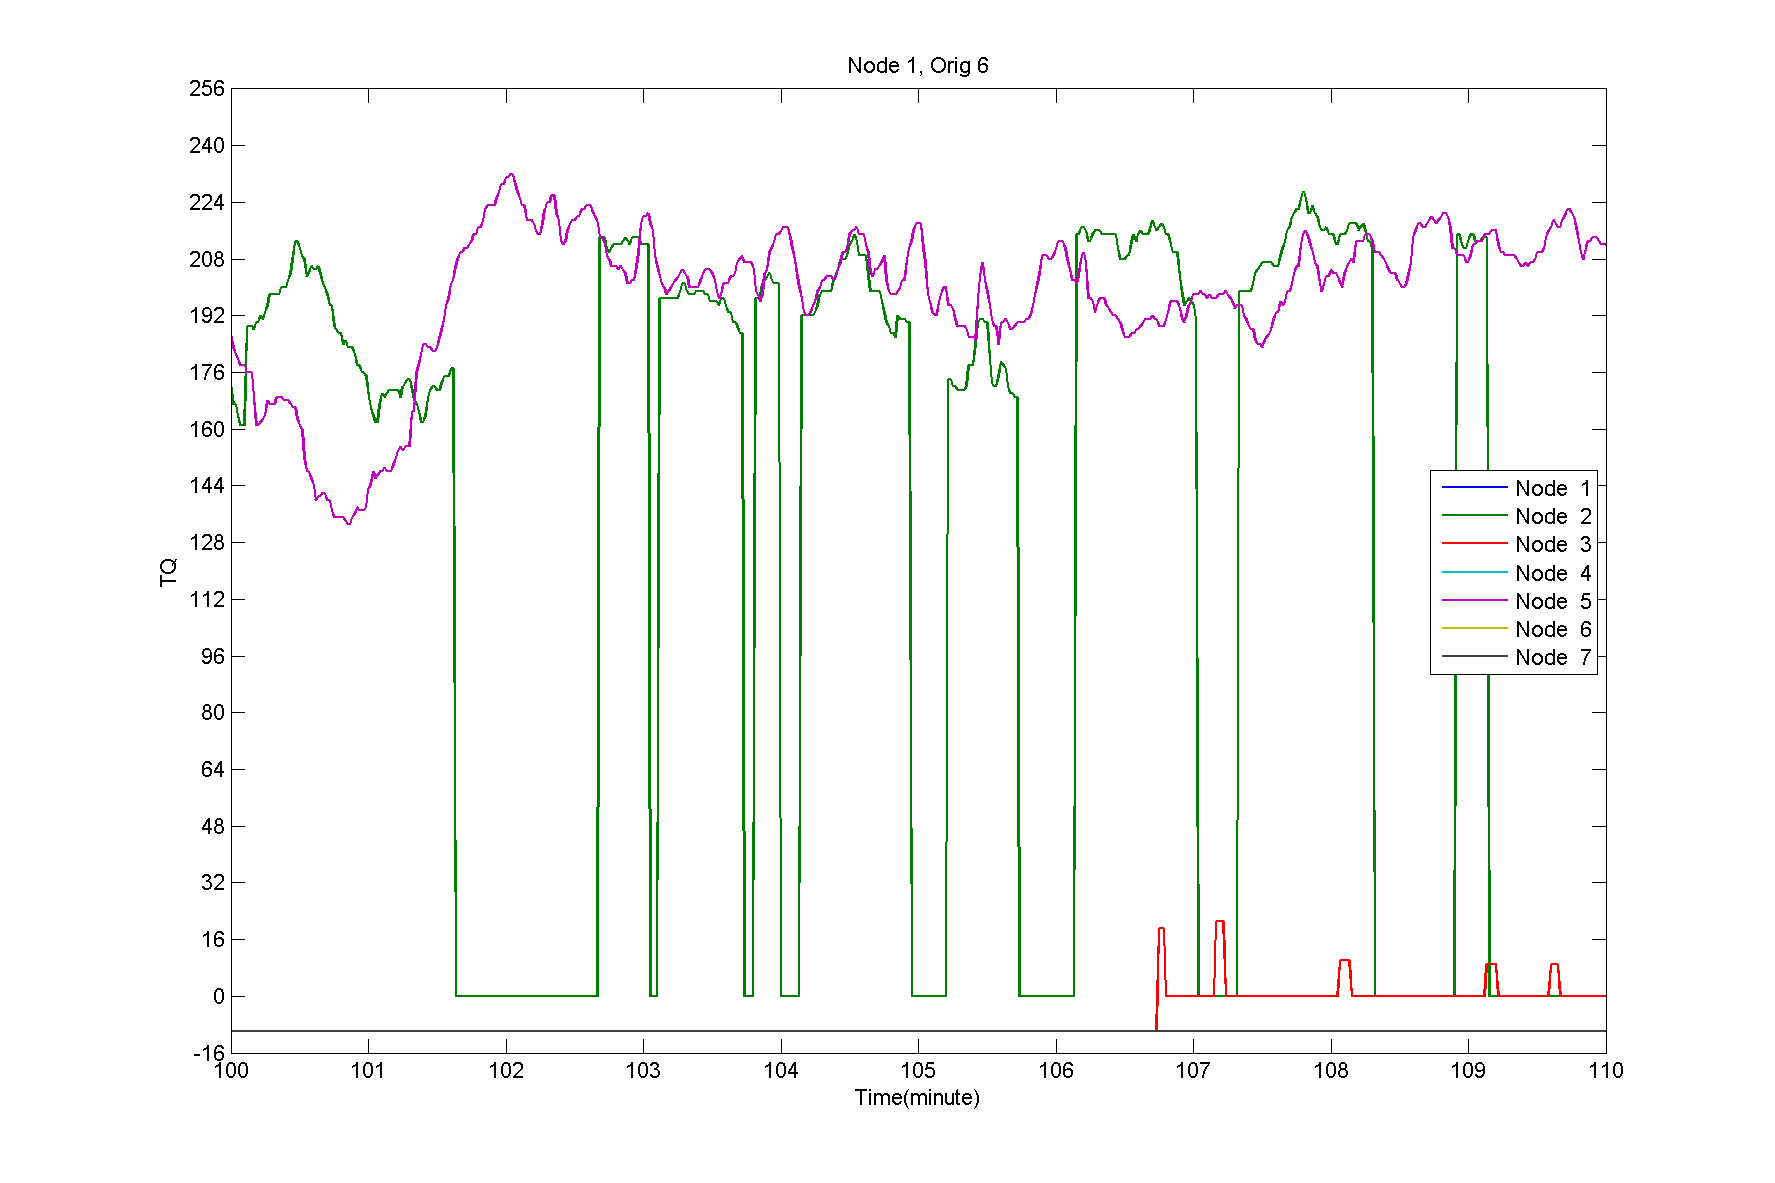 Node 1, Orig 6
256
240
224
208
192
176
160
144
128
112
96
80
64
48
32
16
0
-16
TQ
Node 1
Node 2
Node 3
Node 4
Node 5
Node 6
Node 7
100 101 102 103 104 105 106 107 108 109 110
Time(minute)